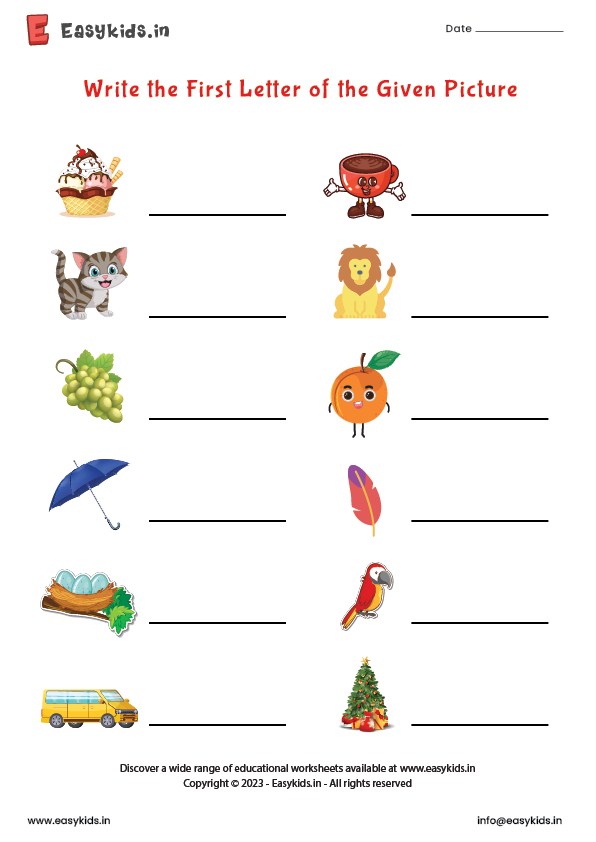 E Easykids.in
Date
Write the First Letter of the Given Picture
Discover a wide range of educational worksheets available at www.easykids.in
Copyright © 2023 - Easykids.in - All rights reserved
www.easykids.in
info@easykids.in